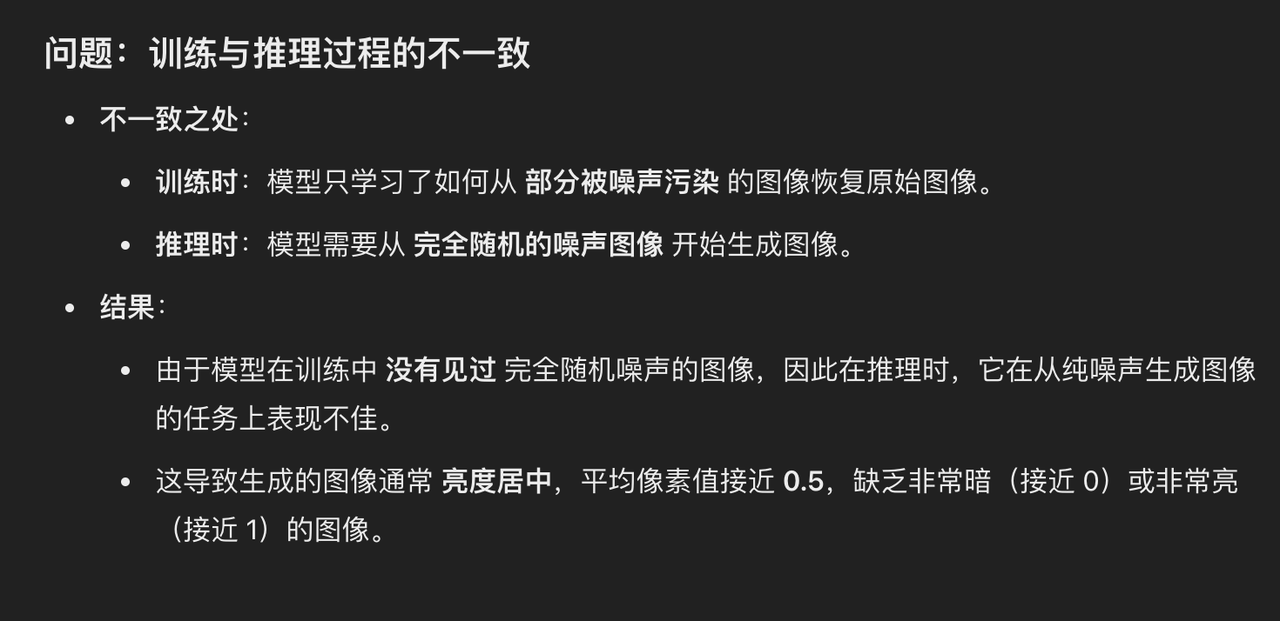 问题：训练与推理过程的不一致
• 不一致之处：
• 训练时：模型只学习了如何从 部分被噪声污染 的图像恢复原始图像。
• 推理时：模型需要从 完全随机的噪声图像 开始生成图像。
• 结果：
• 由于模型在训练中 没有见过 完全随机噪声的图像，因此在推理时，它在从纯噪声生成图像
的任务上表现不佳。
• 这导致生成的图像通常 亮度居中，平均像素值接近 0.5，缺乏非常暗（接近 0）或非常亮
（接近 1）的图像。